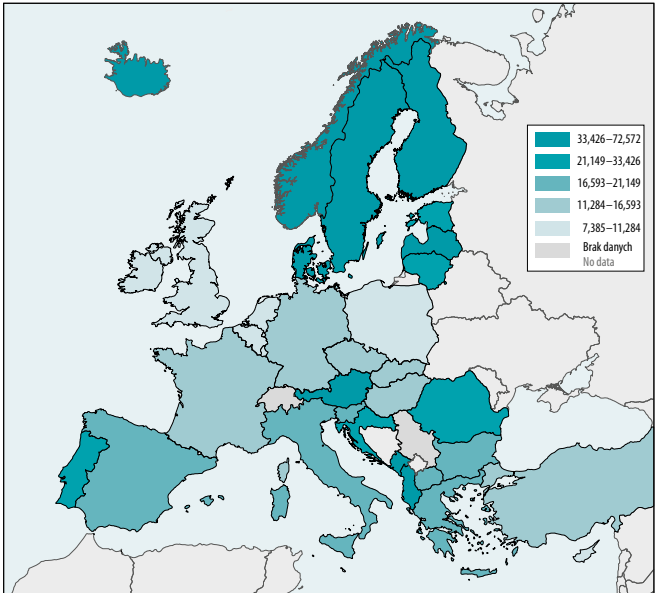 33,426–72,572
21,149–33,426
16,593–21,149
11,284–16,593
7,385–11,284
Brak danych
No data